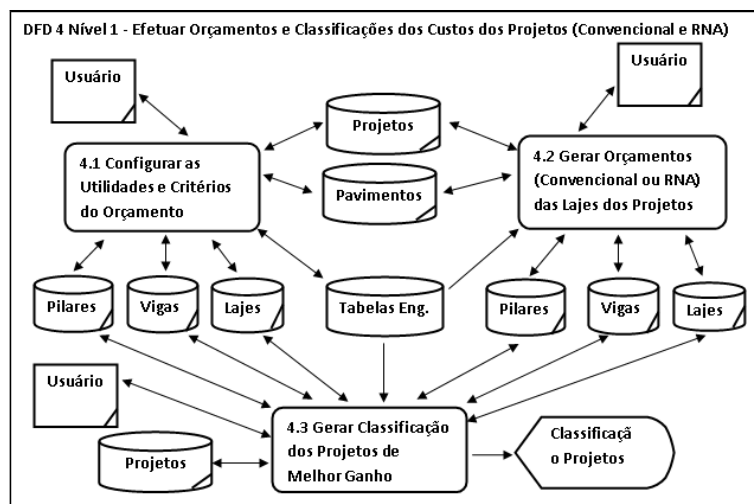 DFD 4 Nível 1 - Efetuar Orçamentos e Classificações dos Custos dos Projetos (Convencional e RNA)
Usuário
Usuário
Projetos
4.1 Configurar as
Utilidades e Critérios
do Orçamento
Pavimentos
4.2 Gerar Orçamentos
(Convencional ou RNA)
das Lajes dos Projetos
Pilares
Vigas
Lajes
Tabelas Eng.
Pilares
Vigas
Lajes
Usuário
4.3 Gerar Classificação
dos Projetos de
Melhor Ganho
Classificaçã
o Projetos
Projetos